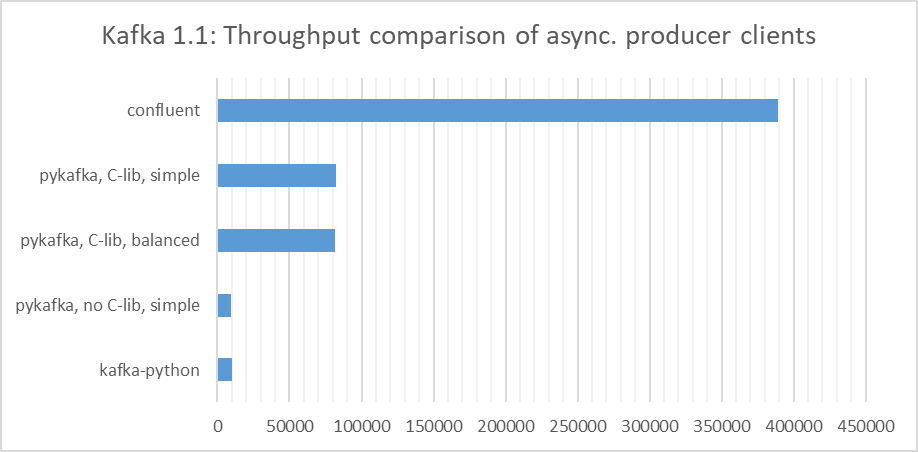 Kafka 1.1: Throughput comparison of async. producer clients
confluent
pykafka, C-lib, simple
pykafka, C-lib, balanced
pykafka, no C-lib, simple
kafka-python
0 50000 100000 150000 200000 250000 300000 350000 400000 450000